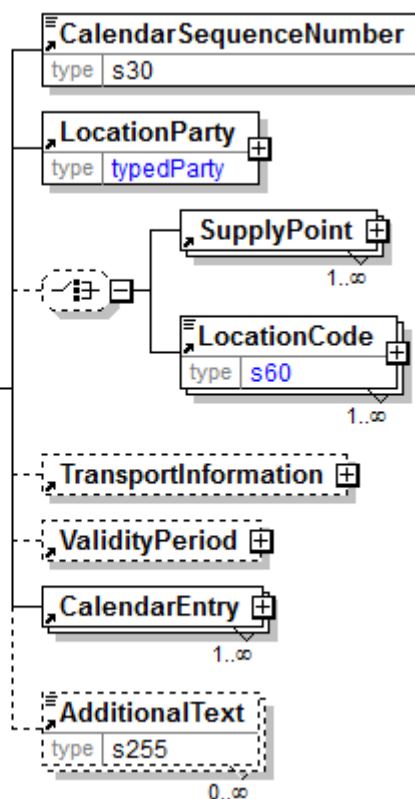 CalendarSequenceNumber
type s30
LocationParty
type typedParty
SupplyPoint
1..∞
LocationCode
type s60
1..∞
TransportInformation
ValidityPeriod
CalendarEntry
1..∞
AdditionalText
type s255
0..∞